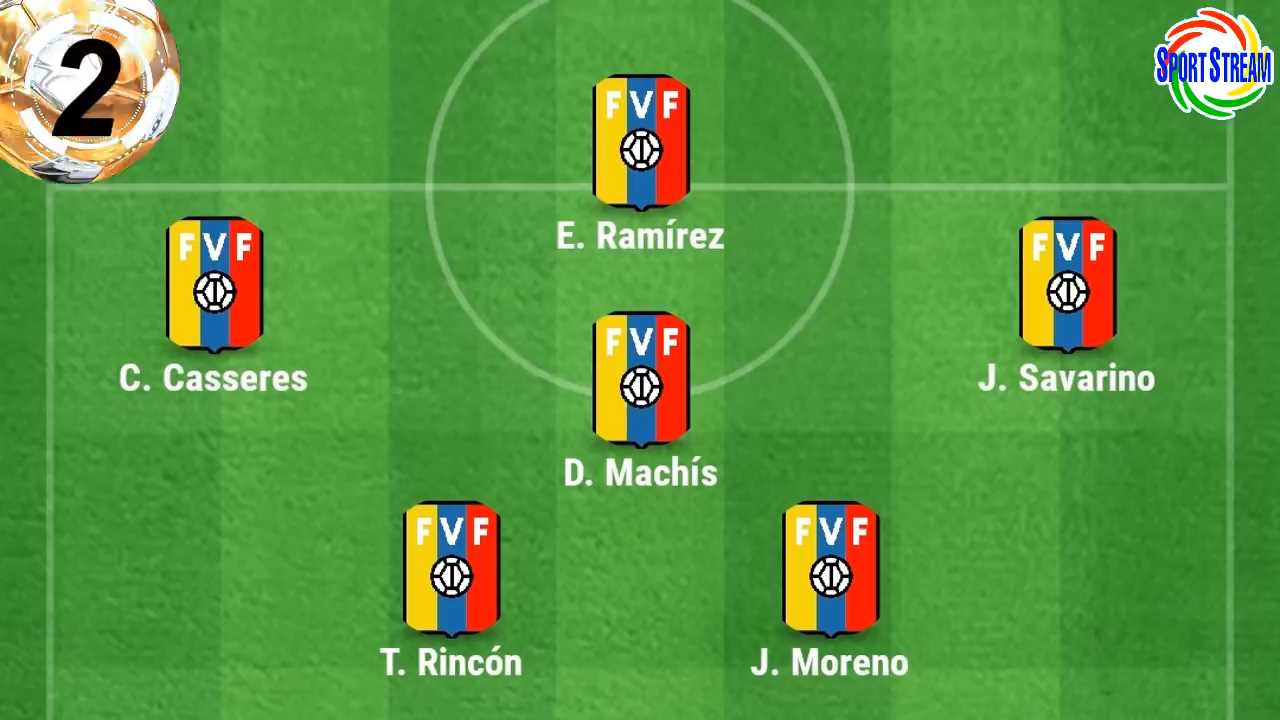 2
SPORT STREAM
FVF
E. Ramírez
FVF
FVF
C. Casseres
J. Savarino
FVF
D. Machís
FVF
FVF
T. Rincón
J. Moreno